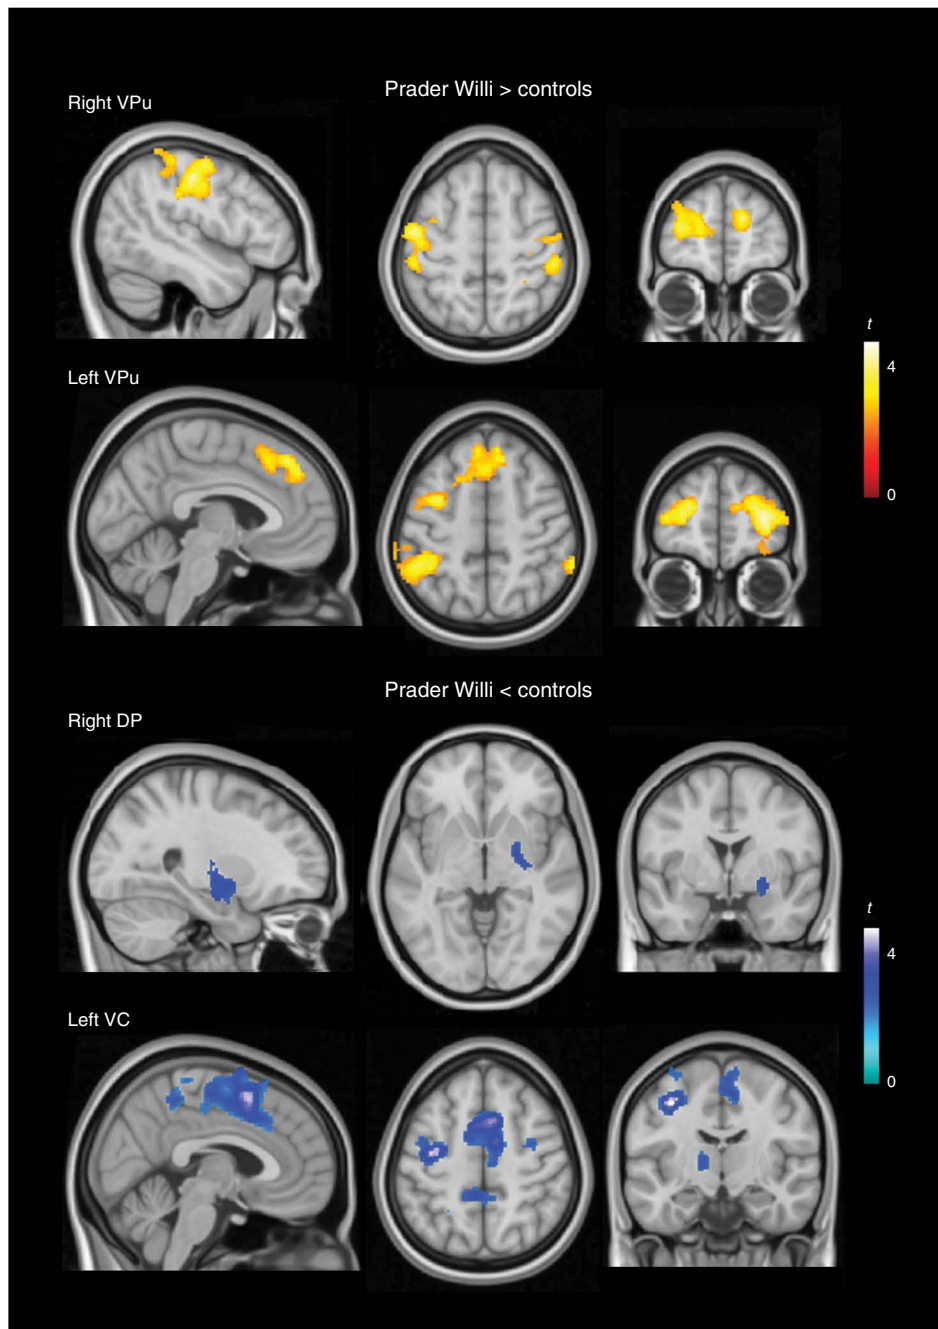 Prader Willi > controls
Right VPu
t
4
0
Left VPu
Prader Willi < controls
Right DP
t
4
0
Left VC